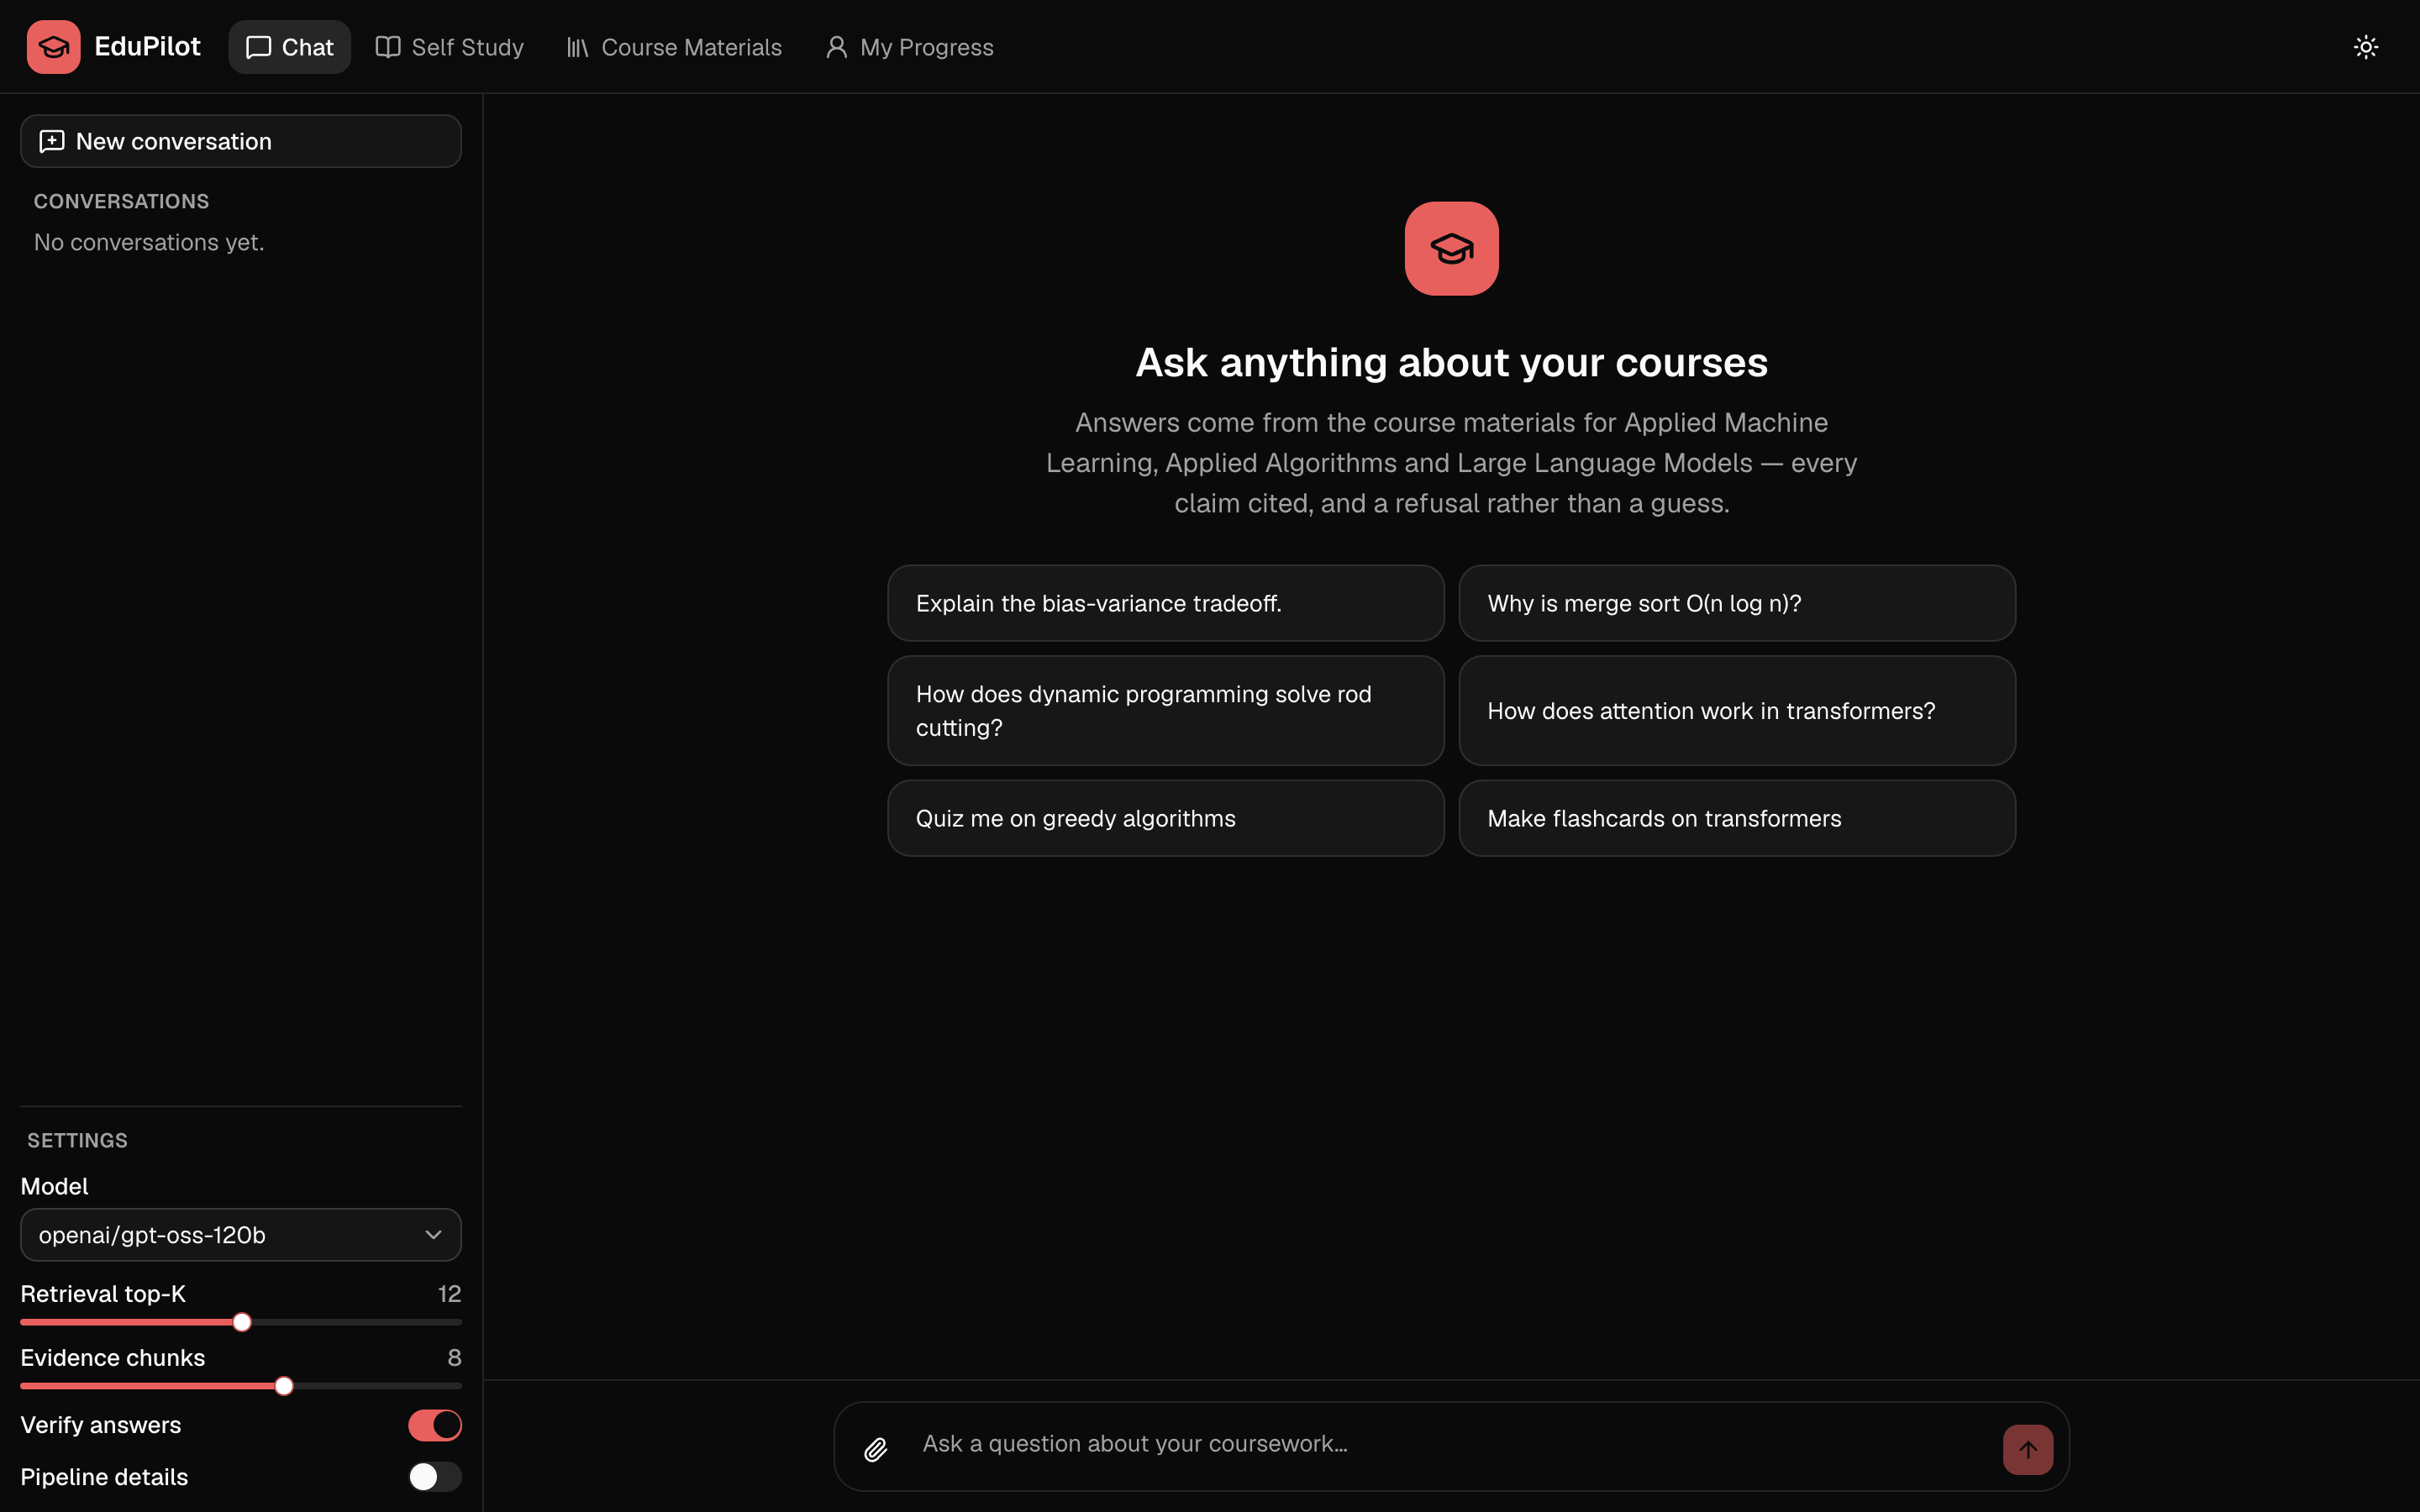 EduPilot
Chat
Self Study
Course Materials
My Progress
New conversation
CONVERSATIONS
No conversations yet.
Ask anything about your courses
Answers come from the course materials for Applied Machine
Learning, Applied Algorithms and Large Language Models — every
claim cited, and a refusal rather than a guess.
Explain the bias-variance tradeoff.
Why is merge sort O(n log n)?
How does dynamic programming solve rod
cutting?
How does attention work in transformers?
Quiz me on greedy algorithms
Make flashcards on transformers
SETTINGS
Model
openai/gpt-oss-120b
Retrieval top-K 12
Evidence chunks 8
Verify answers
Pipeline details
Ask a question about your coursework...